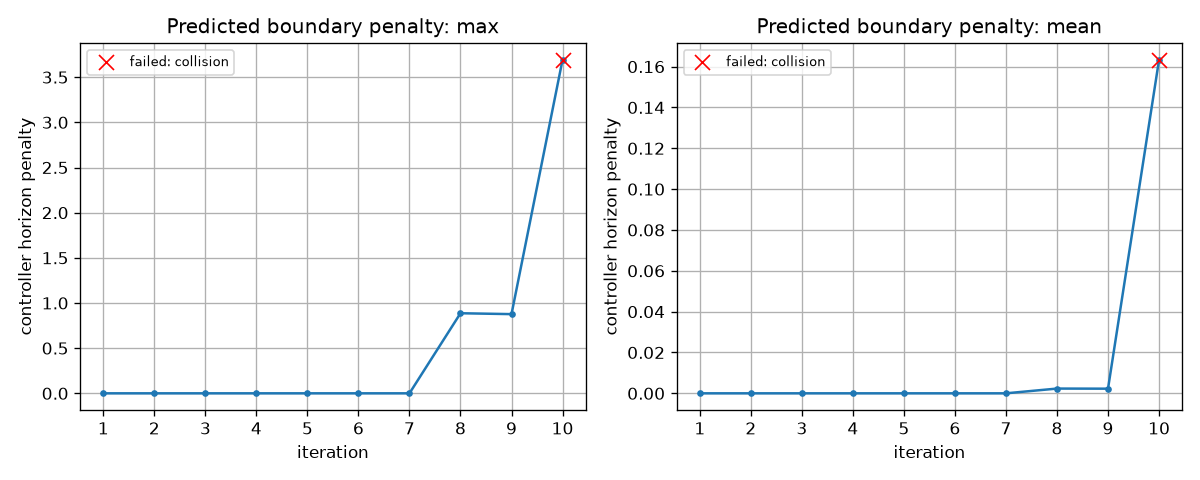 Predicted boundary penalty: max
failed: collision
controller horizon penalty
3.5
3.0
2.5
2.0
1.5
1.0
0.5
0.0
1 2 3 4 5 6 7 8 9 10
iteration
Predicted boundary penalty: mean
failed: collision
controller horizon penalty
0.16
0.14
0.12
0.10
0.08
0.06
0.04
0.02
0.00
1 2 3 4 5 6 7 8 9 10
iteration